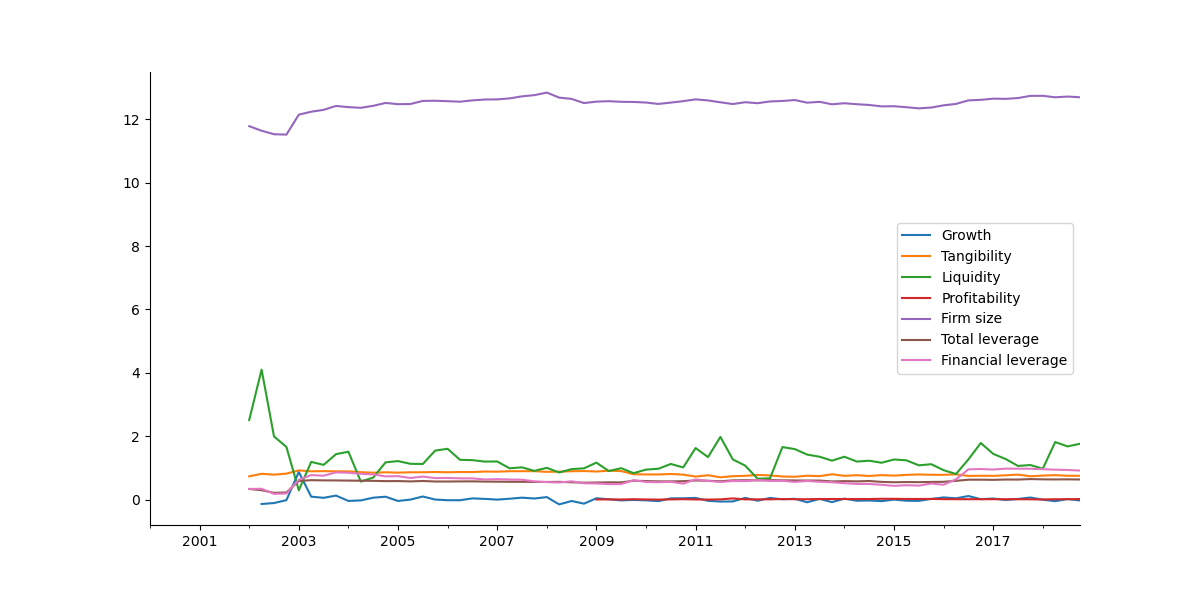 12
10
8
6
4
2
0
Growth
Tangibility
Liquidity
Profitability
Firm size
Total leverage
Financial leverage
2001 2003 2005 2007 2009 2011 2013 2015 2017